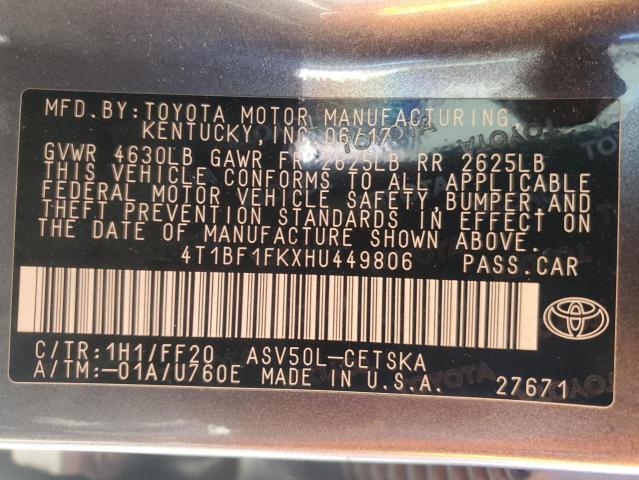 MFD.BY:TOYOTA MOTOR MANUFACTURING,
KENTUCKY,INC. 06/17
GVWR 4630LB GAWR FR 2625LB RR 2625LB
THIS VEHICLE CONFORMS TO ALL APPLICABLE
FEDERAL MOTOR VEHICLE SAFETY, BUMPER AND
THEFT PREVENTION STANDARDS IN EFFECT ON
THE DATE OF MANUFACTURE SHOWN ABOVE.
4T1BF1FKXHU449806 PASS.CAR
C/TR:1H1/FF20 ASV50L-CETSKA
A/TM:-01A/U760E MADE IN U.S.A. 27671